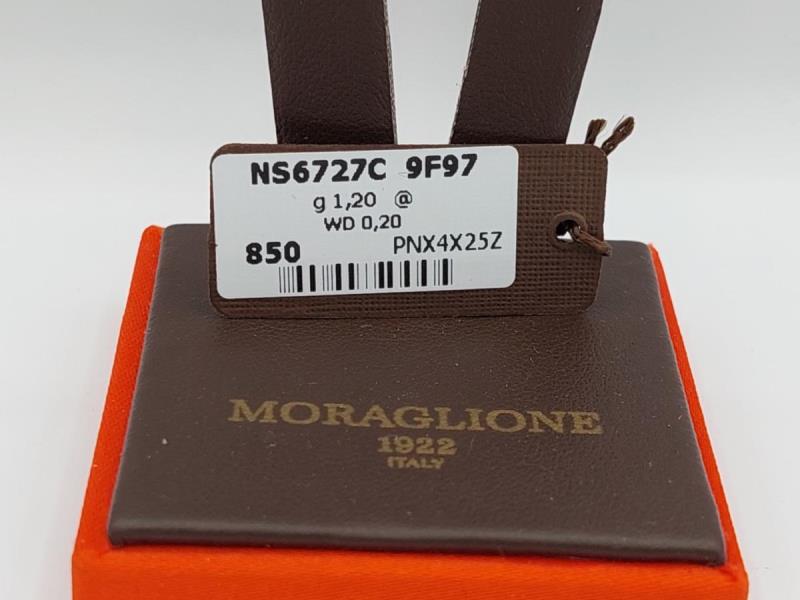 NS6727C 9F97
g 1,20 @
WD 0,20
850 PNX4X25Z
MORAGLIONE
1922
ITALY